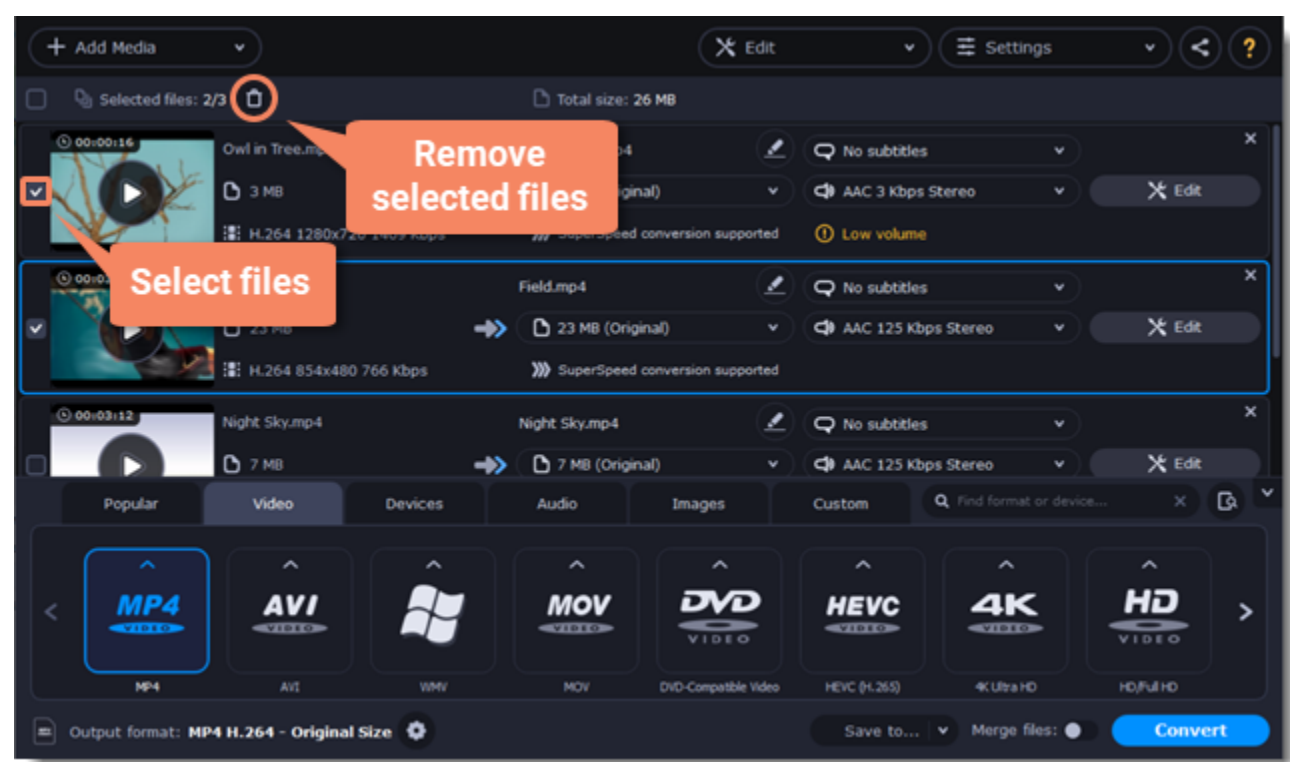 Add Media
Edit
Settings
?
Selected files: 2/3
Total size: 26 MB
Remove
selected files
Select files
00:00:16
Owl in Tree.mp
p4
No subtitles
3 MB
ginal)
AAC 3 Kbps Stereo
Edit
H.264 1280x720 1409 Kbps
SuperSpeed conversion supported
Low volume
Field.mp4
No subtitles
23 MB
23 MB (Original)
AAC 125 Kbps Stereo
Edit
H.264 854x480 766 Kbps
SuperSpeed conversion supported
00:03:12
Night Sky.mp4
Night Sky.mp4
No subtitles
7 MB
7 MB (Original)
AAC 125 Kbps Stereo
Edit
Popular
Video
Devices
Audio
Images
Custom
Find format or device...
MP4
VIDEO
AVI
VIDEO
MOV
VIDEO
DVD
VIDEO
HEVC
VIDEO
4K
VIDEO
HD
VIDEO
MP4
AVI
WMV
MOV
DVD-Compatible Video
HEVC (H.265)
4K Ultra HD
HD/Full HD
Output format: MP4 H.264 - Original Size
Save to...
Merge files:
Convert